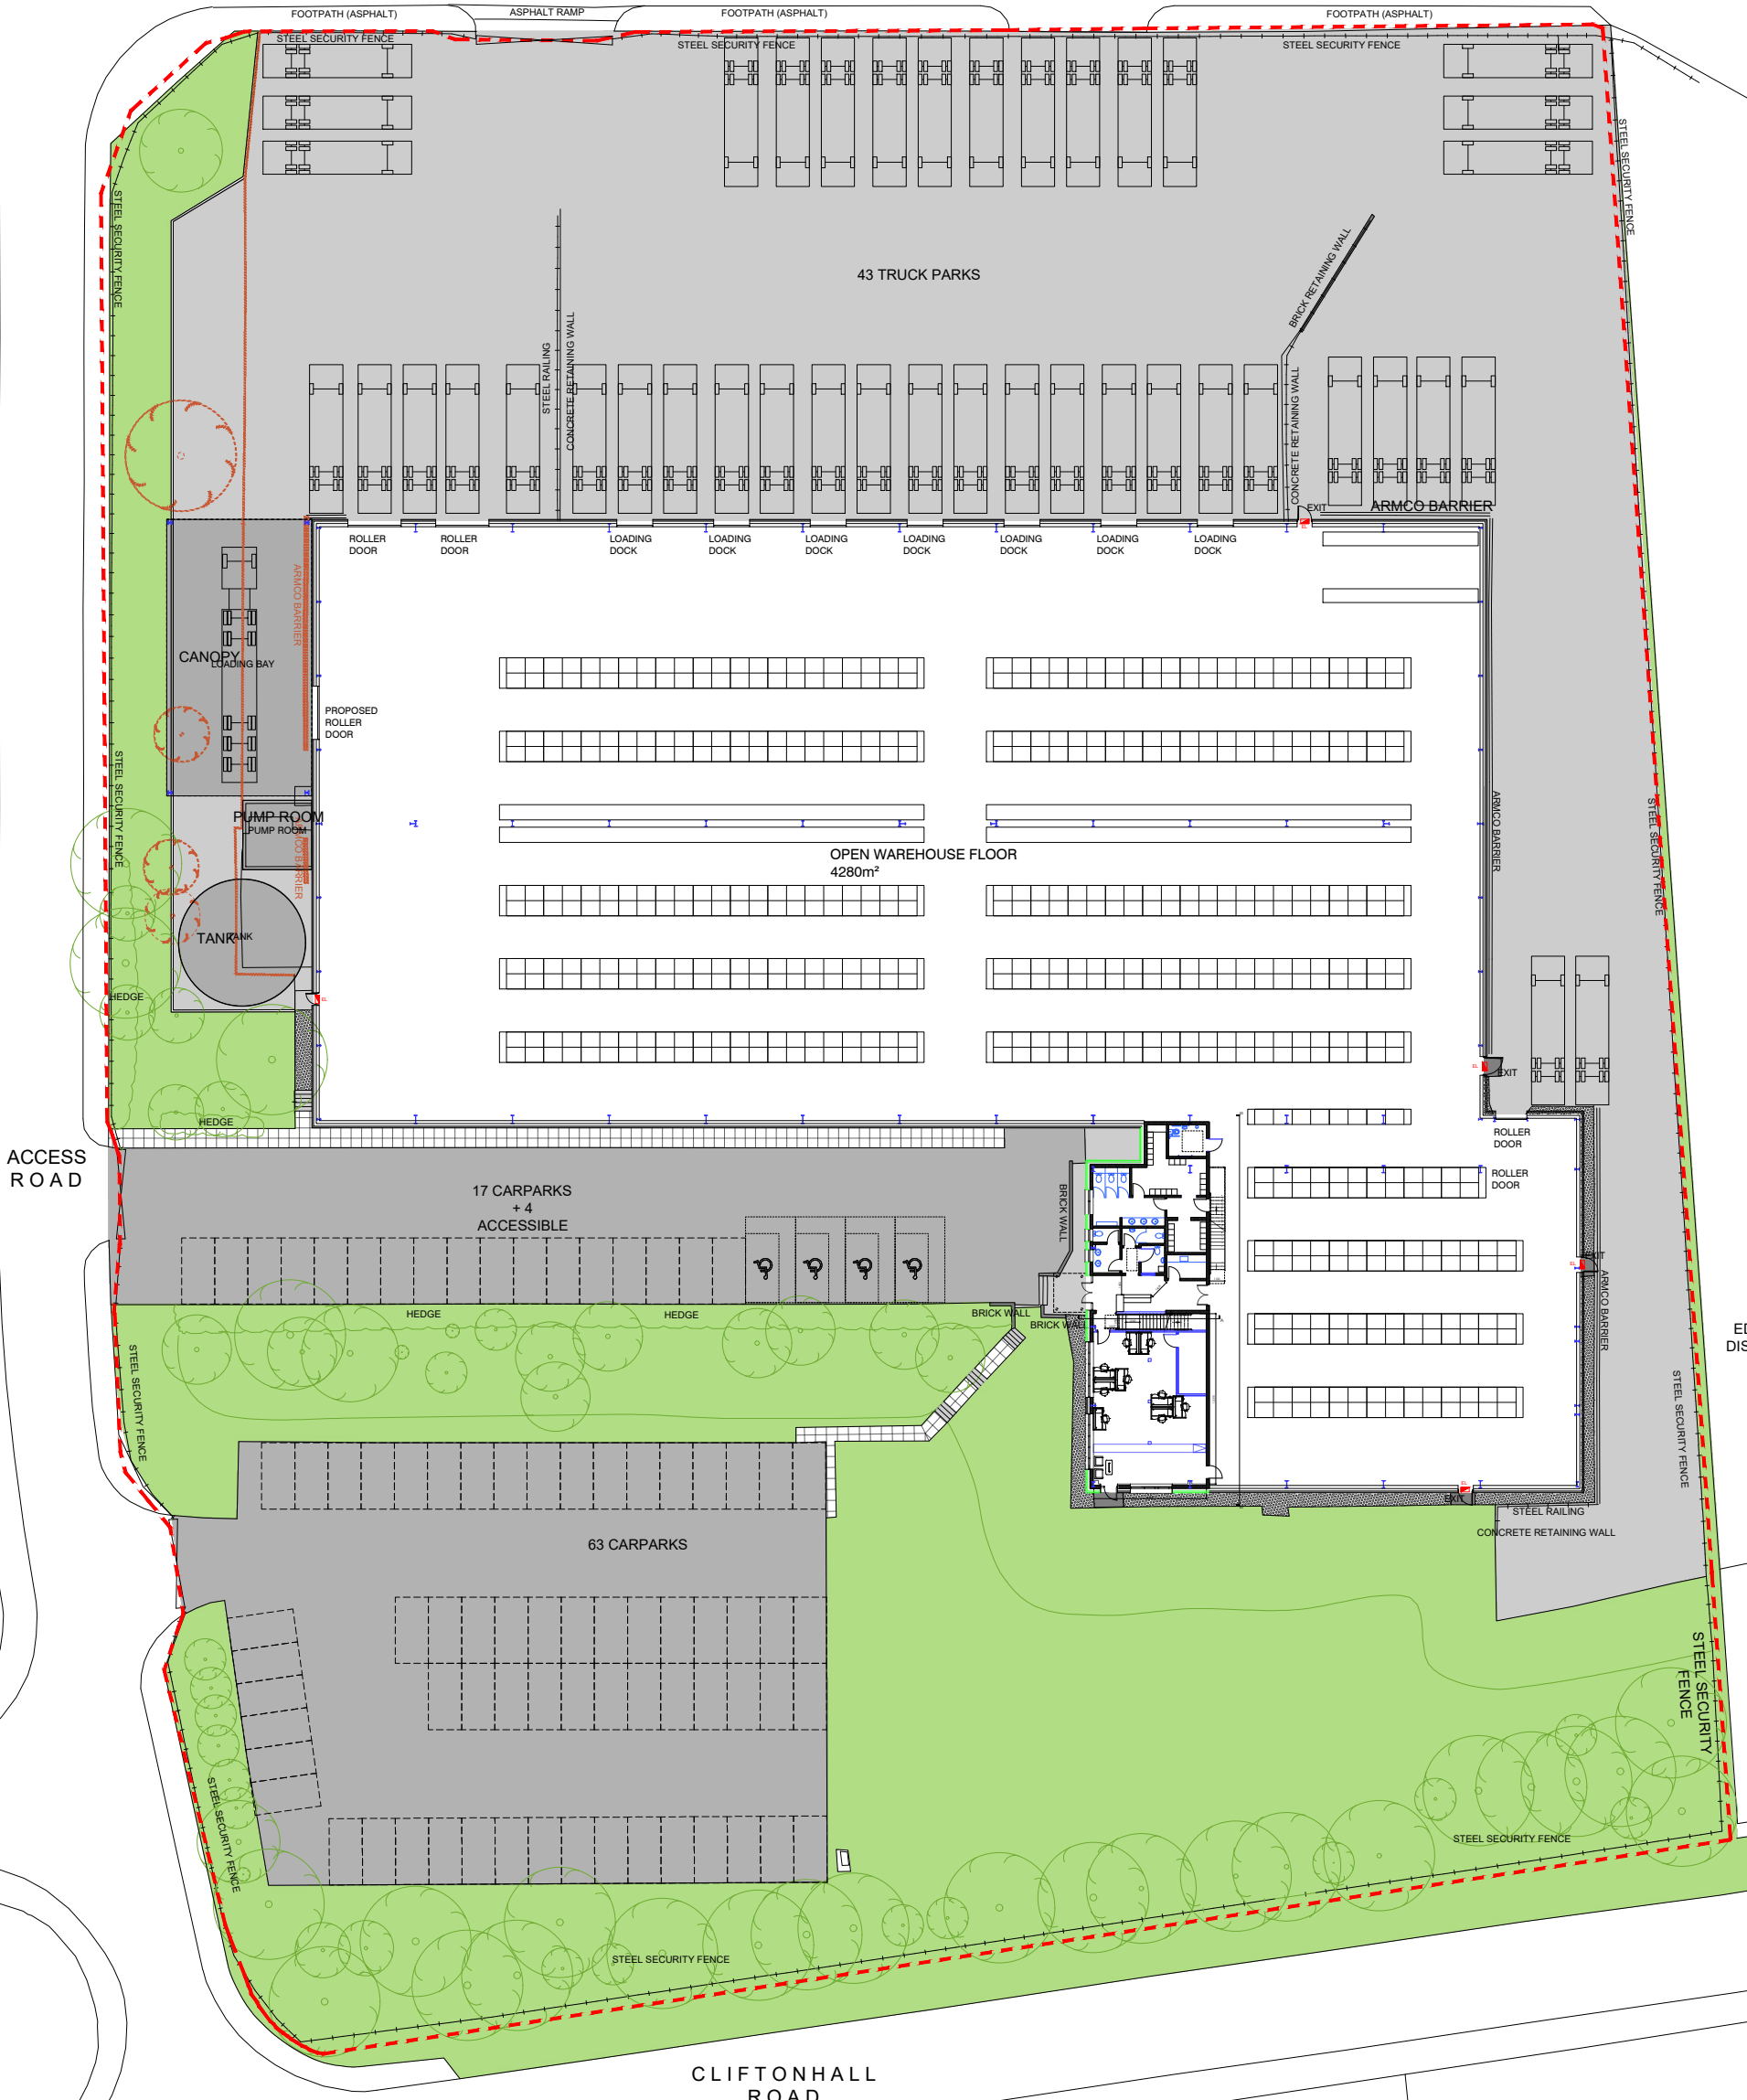 FOOTPATH (ASPHALT)
ASPHALT RAMP
FOOTPATH (ASPHALT)
FOOTPATH (ASPHALT)
STEEL SECURITY FENCE
STEEL SECURITY FENCE
STEEL SECURITY FENCE
STEEL SECURITY FENCE
STEEL SECURITY FENCE
43 TRUCK PARKS
BRICK RETAINING WALL
STEEL RAILING
CONCRETE RETAINING WALL
CONCRETE RETAINING WALL
EXIT
ARMCO BARRIER
ROLLER
DOOR
ROLLER
DOOR
LOADING
DOCK
LOADING
DOCK
LOADING
DOCK
LOADING
DOCK
LOADING
DOCK
LOADING
DOCK
LOADING
DOCK
ARMCO BARRIER
CANOPY
LOADING BAY
PROPOSED
ROLLER
DOOR
STEEL SECURITY FENCE
PUMP ROOM
PUMP ROOM
ARMCO BARRIER
OPEN WAREHOUSE FLOOR
4280m²
ARMCO BARRIER
STEEL SECURITY FENCE
TANK
TANK
HEDGE
EL
EL
EXIT
HEDGE
ROLLER
DOOR
ROLLER
DOOR
ACCESS
ROAD
17 CARPARKS
+ 4
ACCESSIBLE
BRICK WALL
EXIT
EL
ARMCO BARRIER
HEDGE
HEDGE
BRICK WALL
BRICK WALL
STEEL SECURITY FENCE
STEEL SECURITY FENCE
EL
EXIT
STEEL RAILING
CONCRETE RETAINING WALL
63 CARPARKS
STEEL SECURITY
FENCE
STEEL SECURITY FENCE
STEEL SECURITY FENCE
STEEL SECURITY FENCE
CLIFTONHALL
ROAD